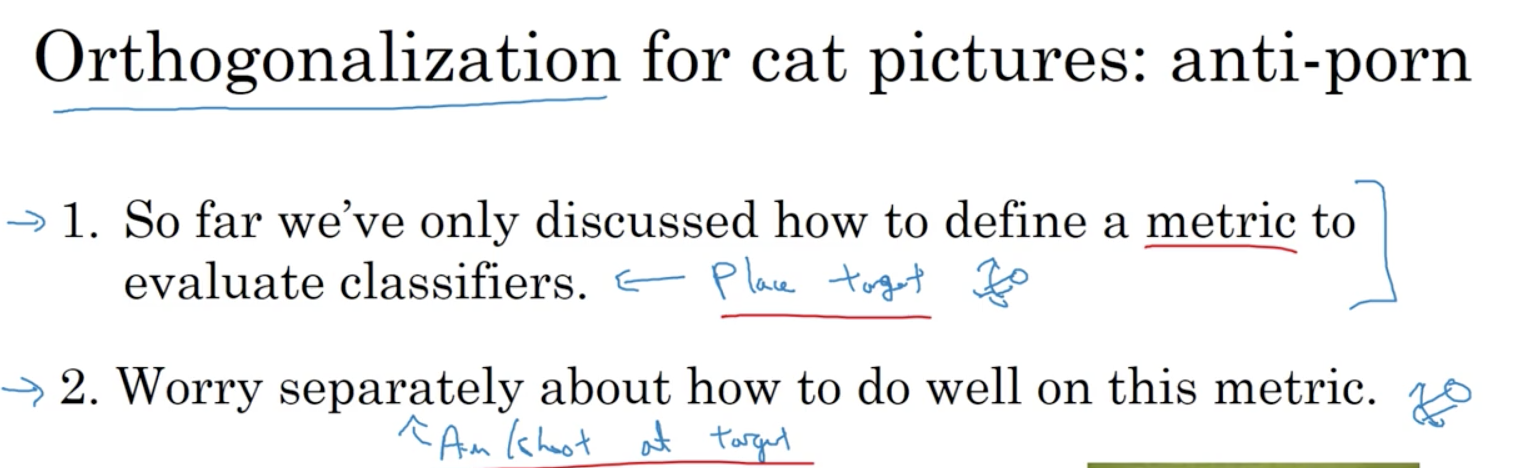 Orthogonalization for cat pictures: anti-porn
→ 1. So far we've only discussed how to define a metric to
evaluate classifiers. ← Place target
→ 2. Worry separately about how to do well on this metric.
↑ Aim/shoot at target